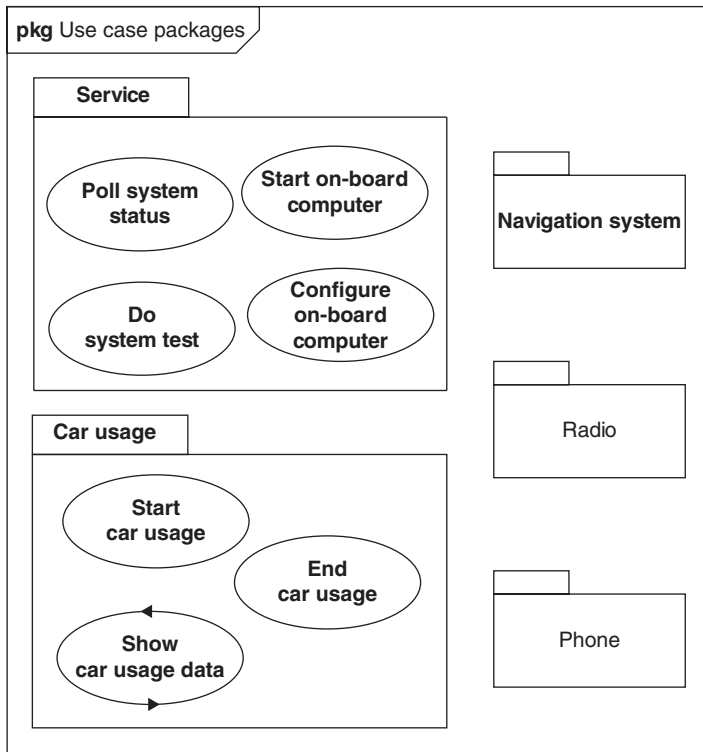 pkg Use case packages
Service
Poll system
status
Start on-board
computer
Do
system test
Configure
on-board
computer
Navigation system
Radio
Car usage
Start
car usage
End
car usage
Show
car usage data
Phone